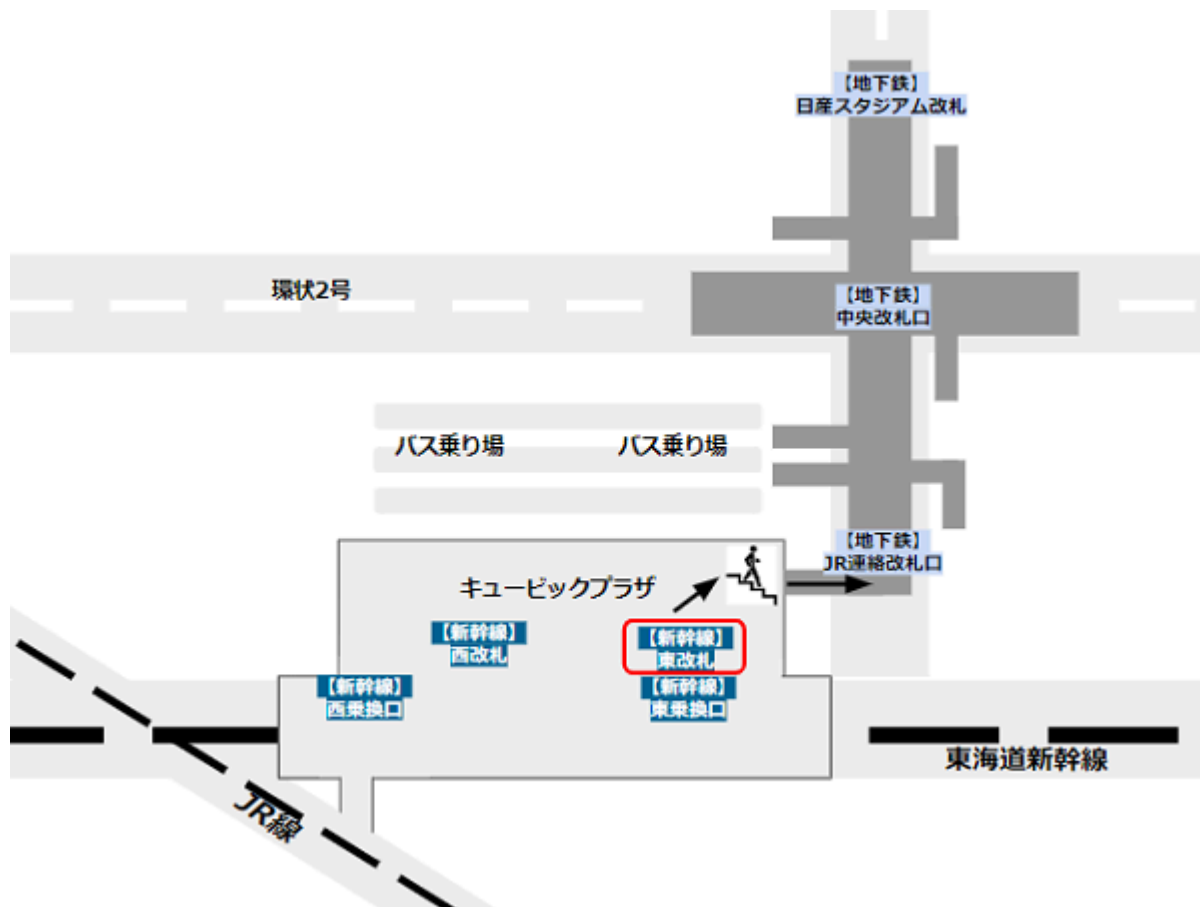 【地下鉄】
日産スタジアム改札
環状2号
【地下鉄】
中央改札口
バス乗り場
バス乗り場
【地下鉄】
JR連絡改札口
キュービックプラザ
【新幹線】
西改札
【新幹線】
東改札
【新幹線】
西乗換口
【新幹線】
東乗換口
東海道新幹線
JR線